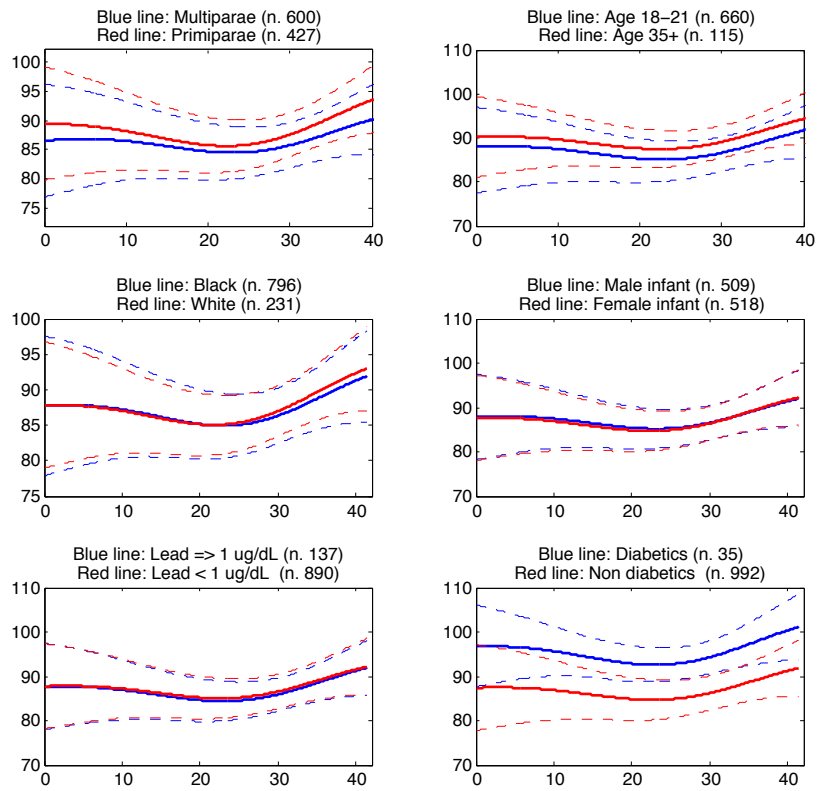 Blue line: Multiparae (n. 600)
Red line: Primiparae (n. 427)
100
95
90
85
80
75
0 10 20 30 40
Blue line: Age 18−21 (n. 660)
Red line: Age 35+ (n. 115)
110
100
90
80
70
0 10 20 30 40
Blue line: Black (n. 796)
Red line: White (n. 231)
100
95
90
85
80
75
0 10 20 30 40
Blue line: Male infant (n. 509)
Red line: Female infant (n. 518)
110
100
90
80
70
0 10 20 30 40
Blue line: Lead => 1 ug/dL (n. 137)
Red line: Lead < 1 ug/dL (n. 890)
110
100
90
80
70
0 10 20 30 40
Blue line: Diabetics (n. 35)
Red line: Non diabetics (n. 992)
110
100
90
80
70
0 10 20 30 40